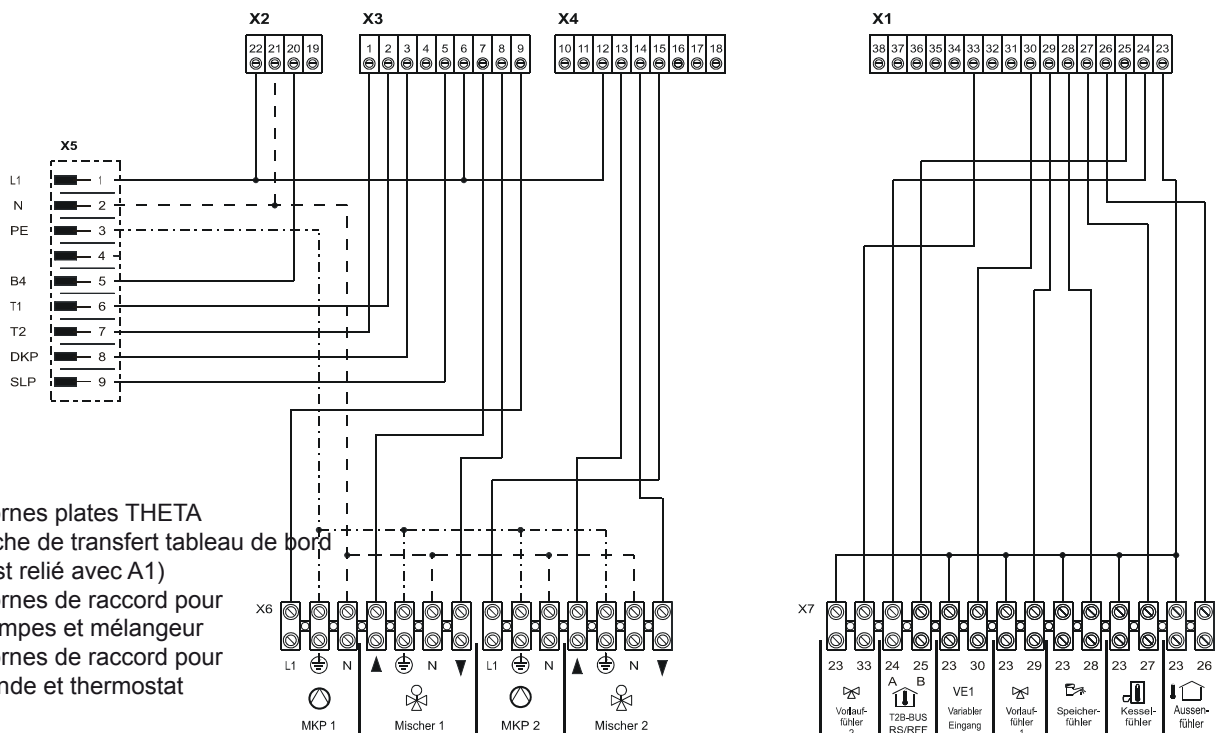 X2 X3 X4 X1
22 21 20 19 1 2 3 4 5 6 7 8 9 10 11 12 13 14 15 16 17 18 38 37 36 35 34 33 32 31 30 29 28 27 26 25 24 23
X5
L1 1
N 2
PE 3
4
B4 5
T1 6
T2 7
DKP 8
SLP 9
ornes plates THETA
che de transfert tableau de bord
st relié avec A1)
ornes de raccord pour
mpes et mélangeur
ornes de raccord pour
nde et thermostat
X6 X7
L1 N N L1 N N
23 33 24 25 23 30 23 29 23 28 23 27 23 26
A B
MKP 1 Mischer 1 MKP 2 Mischer 2
Vorlauf-
fühler
2
T2B-BUS
RS/REF
VE1
Variabler
Eingang
Vorlauf-
fühler
1
Speicher-
fühler
Kessel-
fühler
Aussen-
fühler